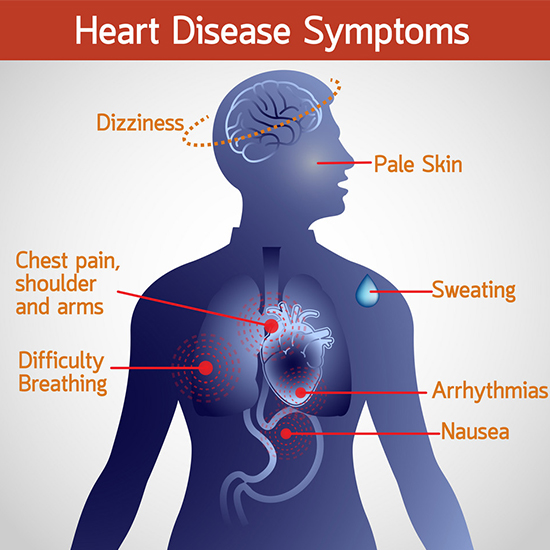 Heart Disease Symptoms
Dizziness
Pale Skin
Chest pain,
shoulder
and arms
Sweating
Difficulty
Breathing
Arrhythmias
Nausea